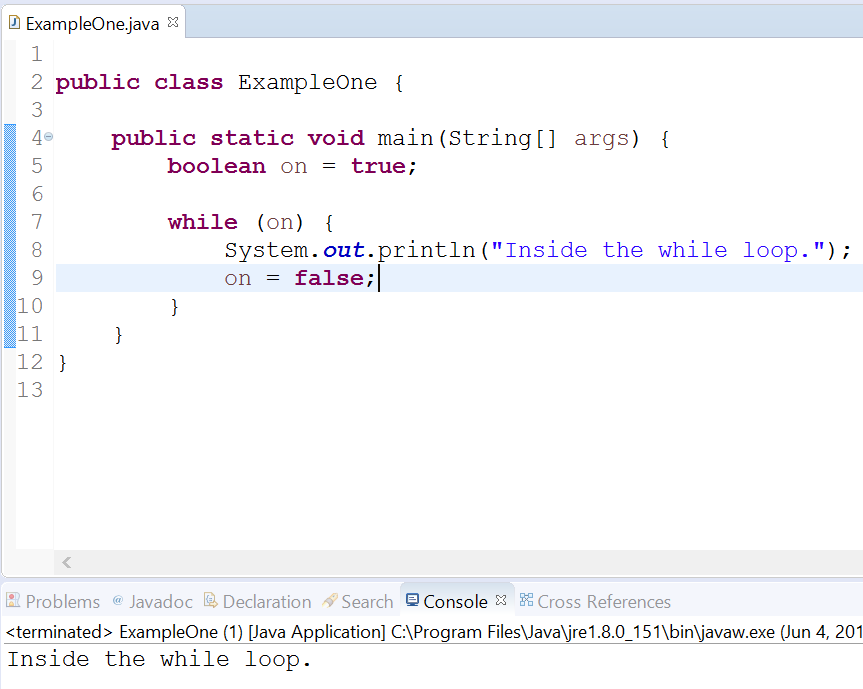 ExampleOne.java
1
2 public class ExampleOne {
3
4 public static void main(String[] args) {
5 boolean on = true;
6
7 while (on) {
8 System.out.println("Inside the while loop.");
9 on = false;
10 }
11 }
12 }
13
Problems @ Javadoc Declaration Search Console Cross References
<terminated> ExampleOne (1) [Java Application] C:\Program Files\Java\jre1.8.0_151\bin\javaw.exe (Jun 4, 201
Inside the while loop.